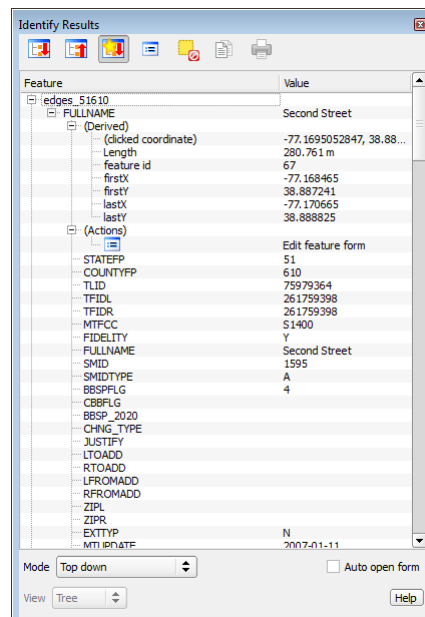 Identify Results
Feature Value
edges_51610
FULLNAME Second Street
(Derived)
(clicked coordinate) -77.1695052847, 38.88...
Length 280.761 m
feature id 67
firstX -77.168465
firstY 38.887241
lastX -77.170665
lastY 38.888825
(Actions)
Edit feature form
STATEFP 51
COUNTYFP 610
TLID 75979364
TFIDL 261759398
TFIDR 261759398
MTFCC S1400
FIDELITY Y
FULLNAME Second Street
SMID 1595
SMIDTYPE A
BBSPFLG 4
CBBFLG
BBSP_2020
CHNG_TYPE
JUSTIFY
LTOADD
RTOADD
LFROMADD
RFROMADD
ZIPL
ZIPR
EXTTYP N
MTUPDATE 2007-01-11
Mode Top down Auto open form
View Tree Help